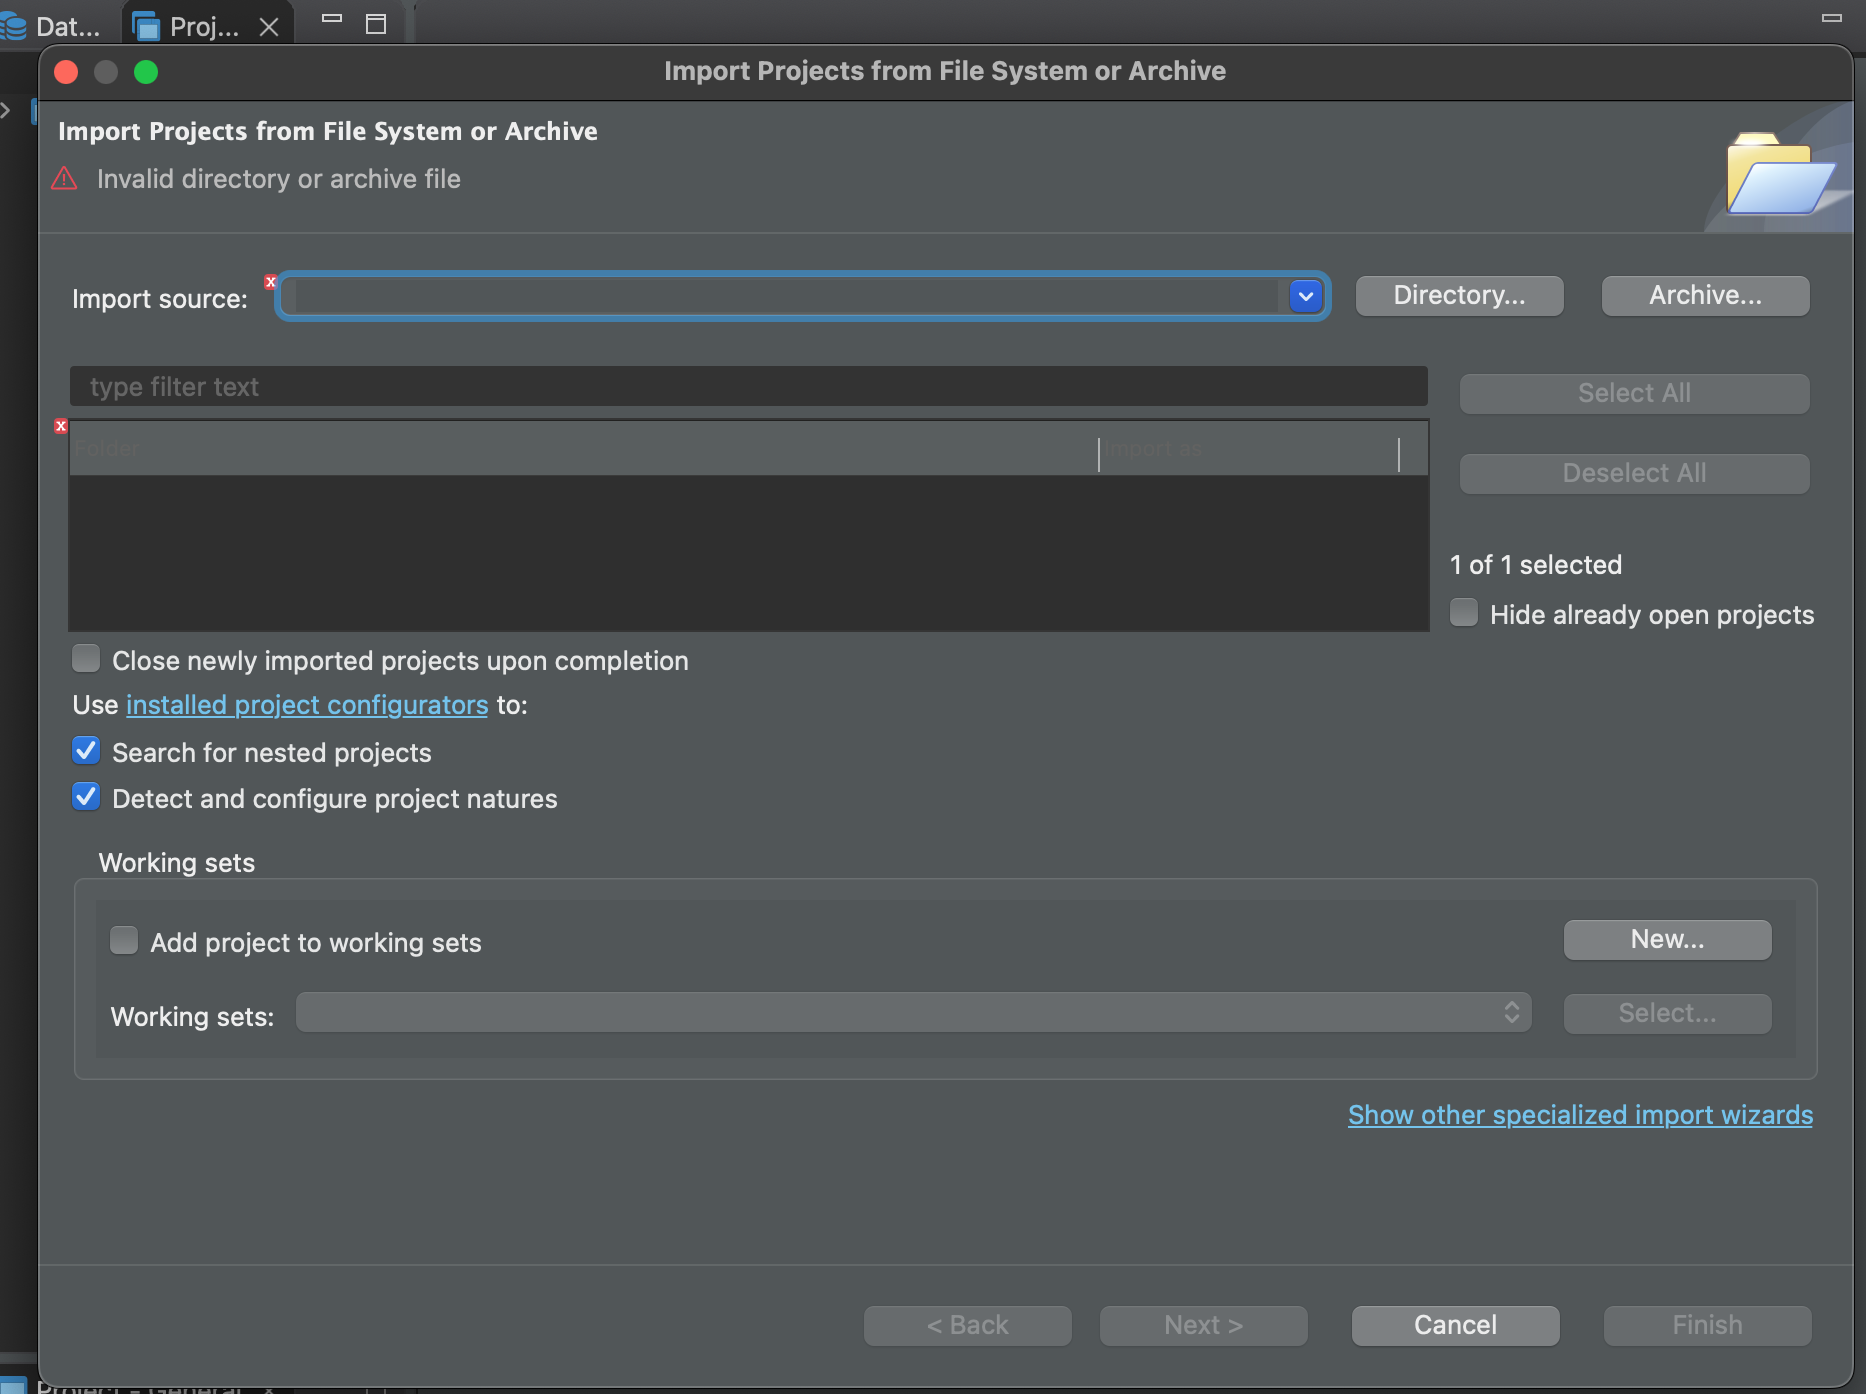 Dat...
Proj...
Import Projects from File System or Archive
Import Projects from File System or Archive
Invalid directory or archive file
Import source:
Directory...
Archive...
type filter text
Select All
Folder
Import as
Deselect All
1 of 1 selected
Hide already open projects
Close newly imported projects upon completion
Use installed project configurators to:
Search for nested projects
Detect and configure project natures
Working sets
Add project to working sets
New...
Working sets:
Select...
Show other specialized import wizards
< Back
Next >
Cancel
Finish
Project - General